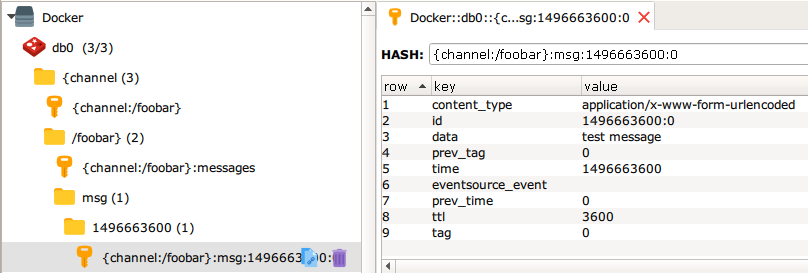 Docker
db0 (3/3)
{channel (3)
{channel:/foobar}
/foobar} (2)
{channel:/foobar}:messages
msg (1)
1496663600 (1)
{channel:/foobar}:msg:1496663600:0
Docker::db0::{c...sg:1496663600:0
HASH: {channel:/foobar}:msg:1496663600:0
row key value
1 content_type application/x-www-form-urlencoded
2 id 1496663600:0
3 data test message
4 prev_tag 0
5 time 1496663600
6 eventsource_event
7 prev_time 0
8 ttl 3600
9 tag 0